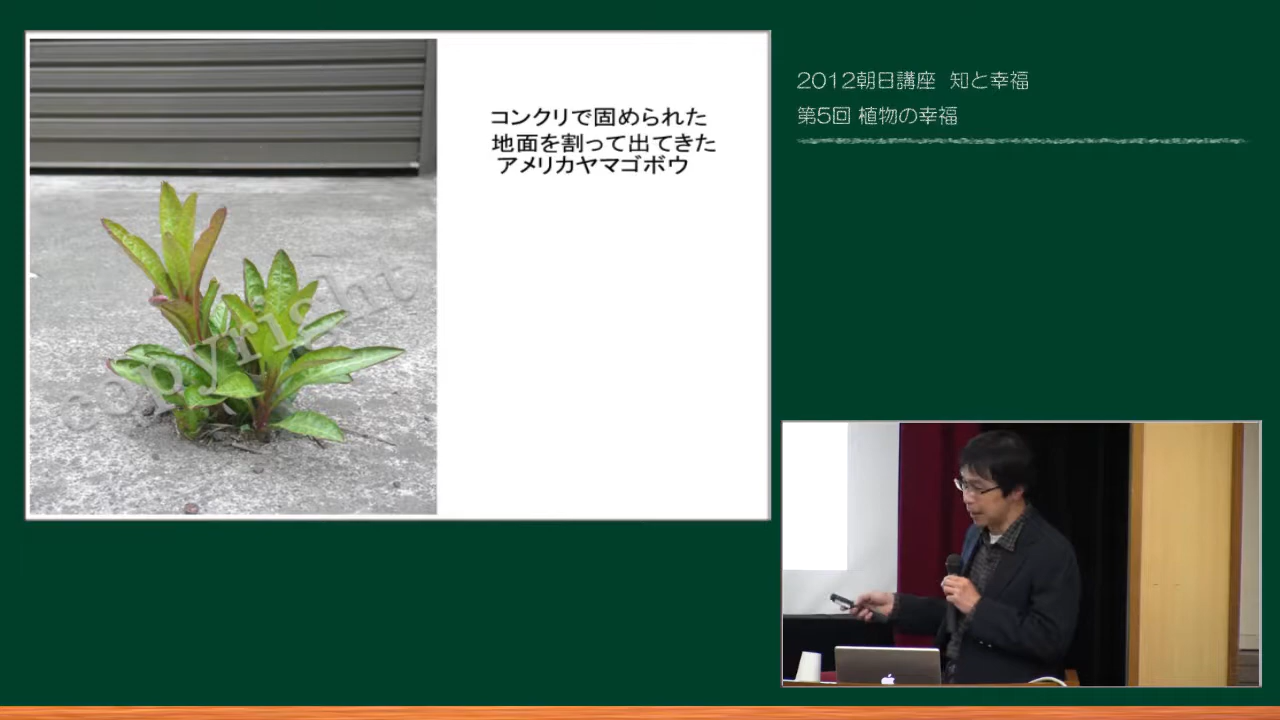 コンクリで固められた
地面を割って出てきた
アメリカヤマゴボウ
copyright
2012朝日講座 知と幸福
第5回 植物の幸福